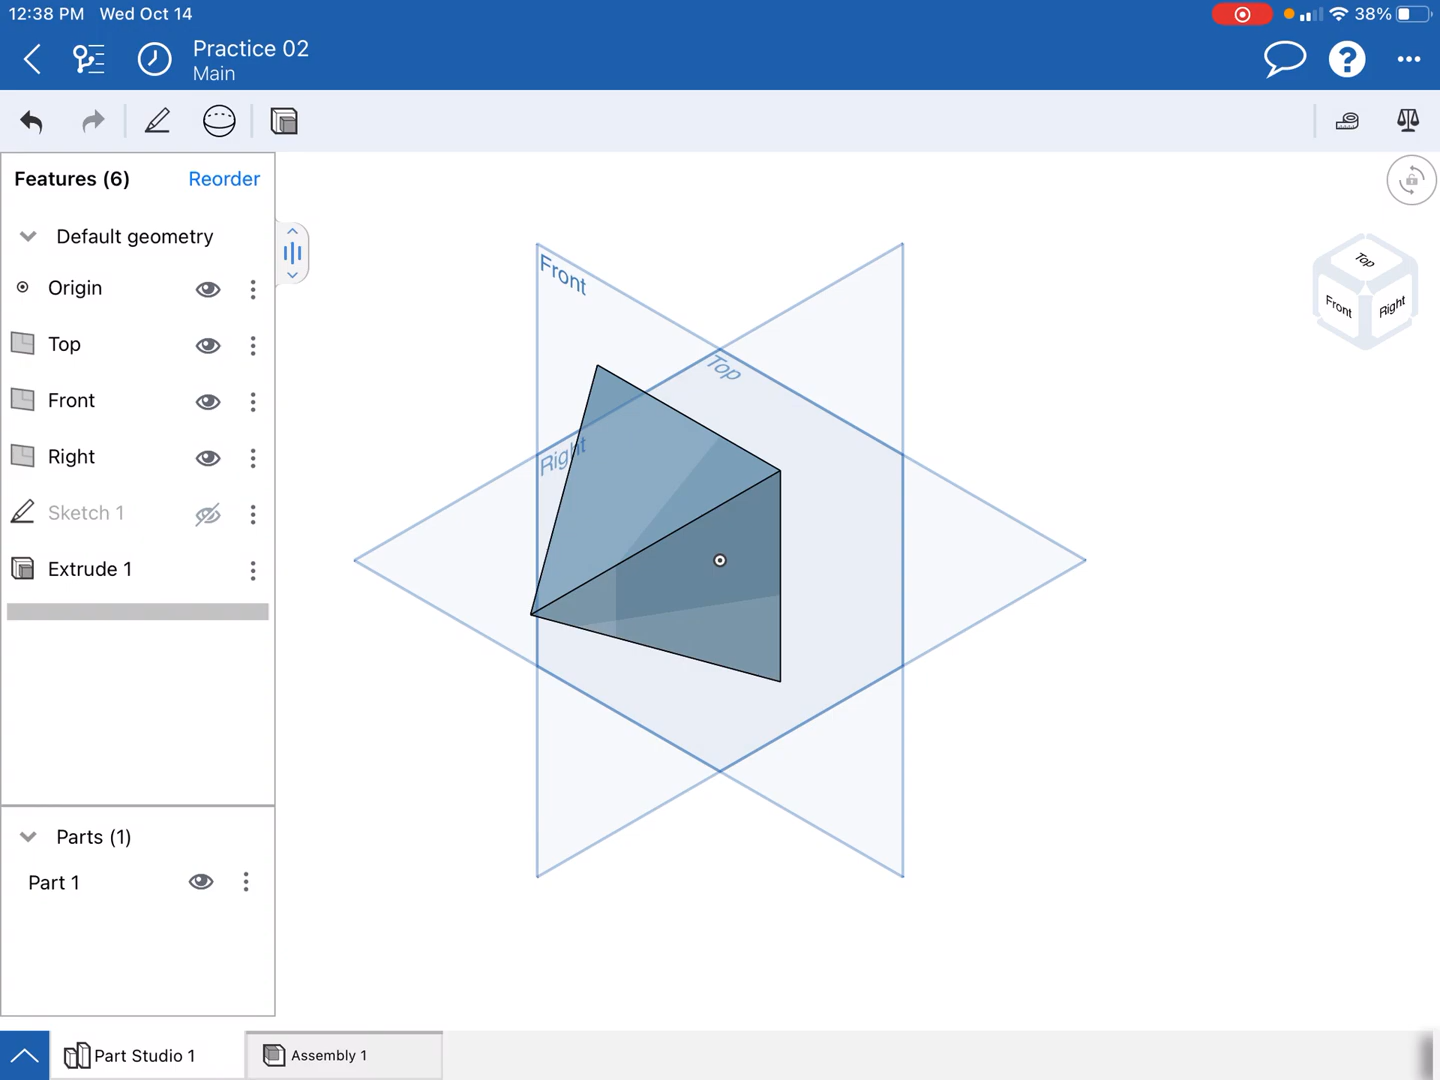 12:38 PM Wed Oct 14
38%
Practice 02
Main
Features (6) Reorder
Default geometry
Origin
Top
Front
Right
Sketch 1
Extrude 1
Parts (1)
Part 1
Front
Top
Right
Top
Front
Right
Part Studio 1
Assembly 1